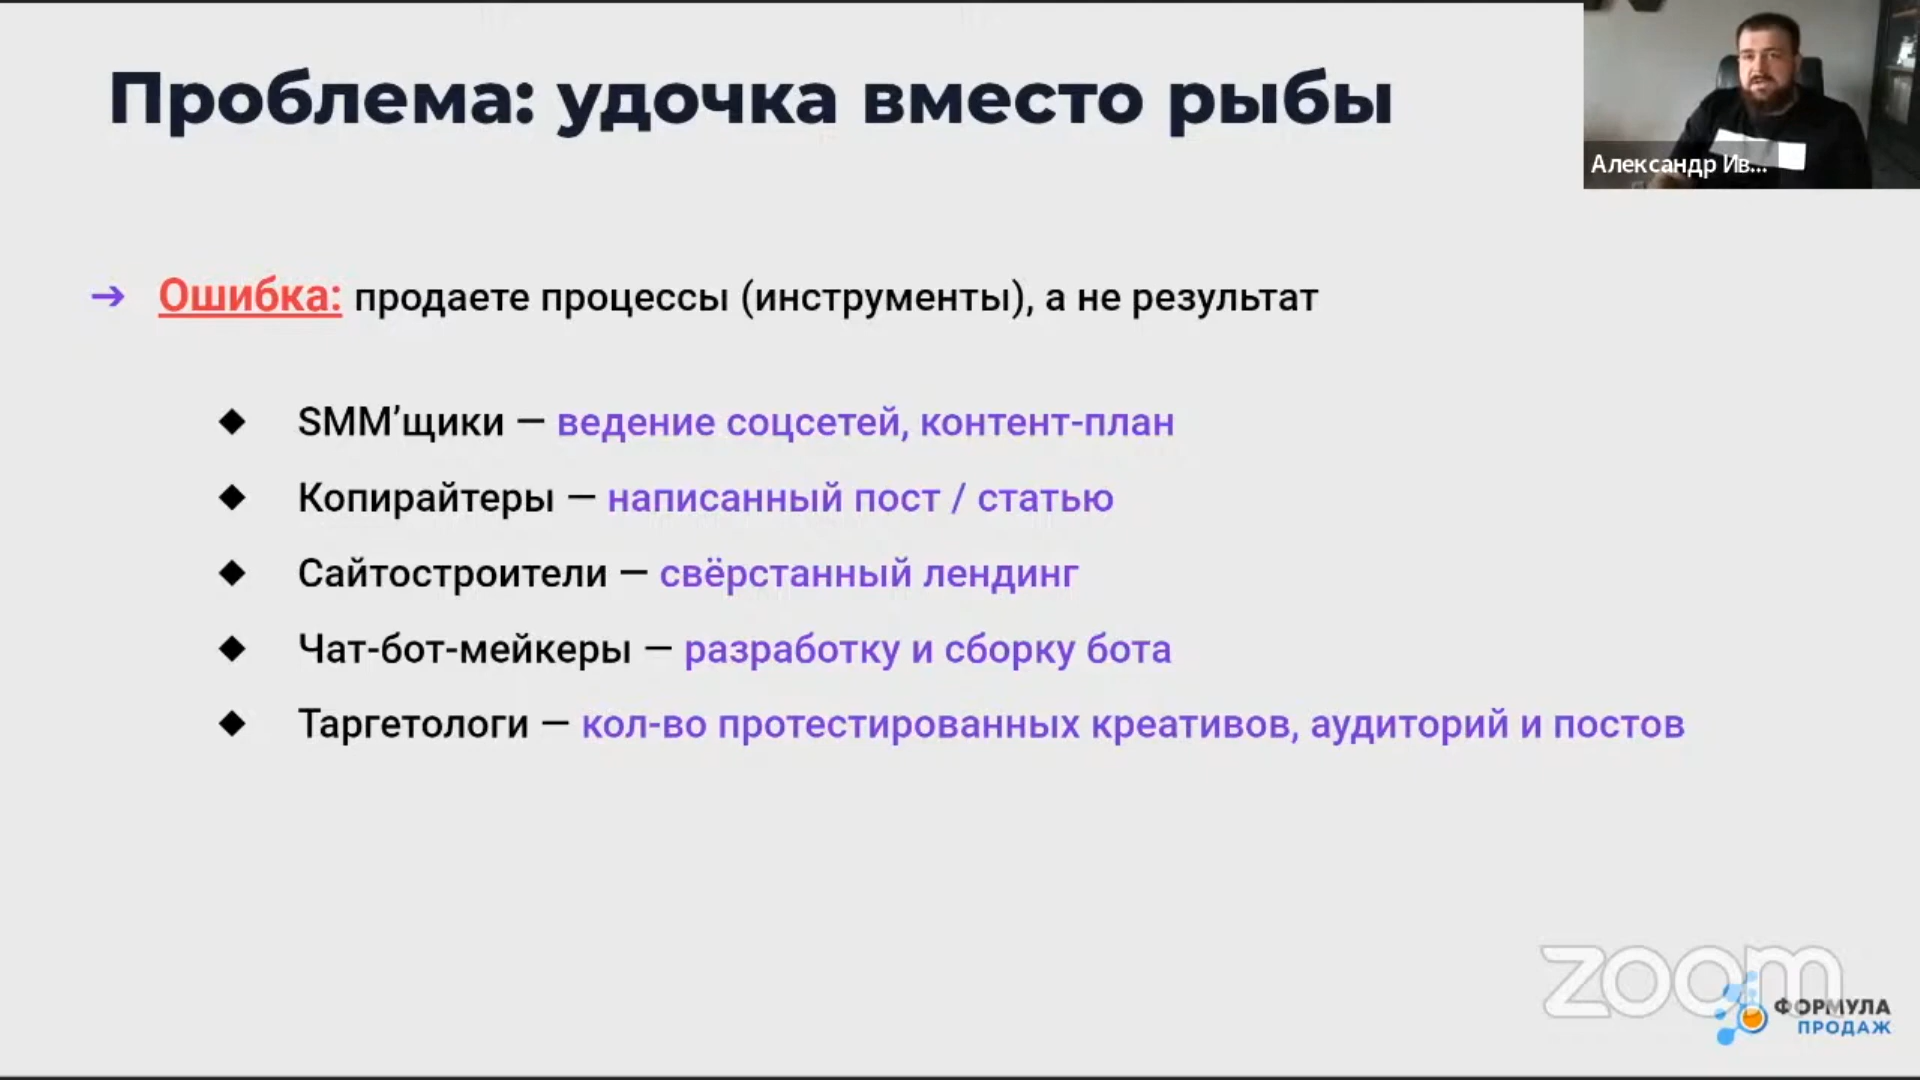 Проблема: удочка вместо рыбы
Александр Ив...
➔ Ошибка: продаете процессы (инструменты), а не результат
◆ SMM’щики — ведение соцсетей, контент-план
◆ Копирайтеры — написанный пост / статью
◆ Сайтостроители — свёрстанный лендинг
◆ Чат-бот-мейкеры — разработку и сборку бота
◆ Таргетологи — кол-во протестированных креативов, аудиторий и постов
zoom
ФОРМУЛА
ПРОДАЖ